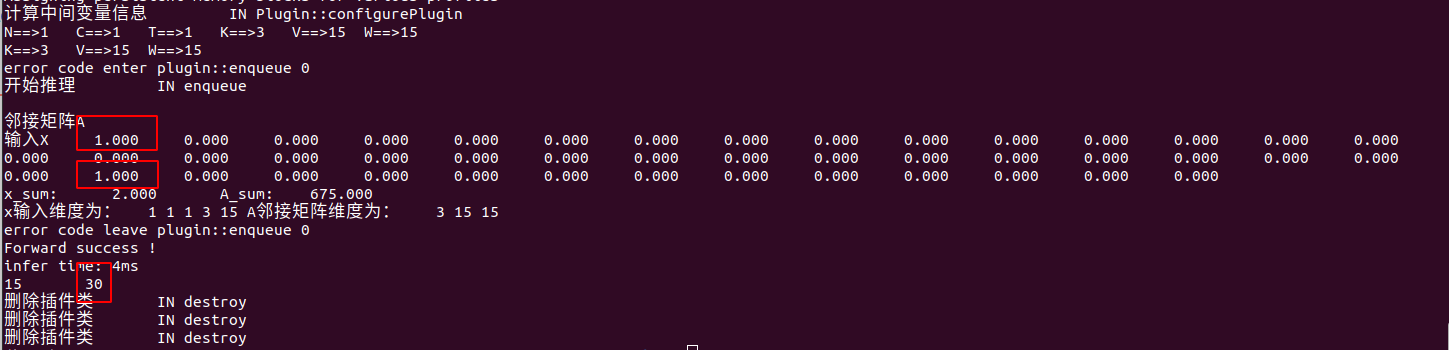 计算中间变量信息 IN Plugin::configurePlugin
N==>1 C==>1 T==>1 K==>3 V==>15 W==>15
K==>3 V==>15 W==>15
error code enter plugin::enqueue 0
开始推理 IN enqueue
邻接矩阵A
输入X 1.000 0.000 0.000 0.000 0.000 0.000 0.000 0.000 0.000 0.000 0.000 0.000 0.000 0.000 0.000
0.000 0.000 0.000 0.000 0.000 0.000 0.000 0.000 0.000 0.000 0.000 0.000 0.000 0.000 0.000 0.000
0.000 1.000 0.000 0.000 0.000 0.000 0.000 0.000 0.000 0.000 0.000 0.000 0.000 0.000
x_sum: 2.000 A_sum: 675.000
x输入维度为： 1 1 1 3 15 A邻接矩阵维度为： 3 15 15
error code leave plugin::enqueue 0
Forward success !
infer time: 4ms
15 30
删除插件类 IN destroy
删除插件类 IN destroy
删除插件类 IN destroy